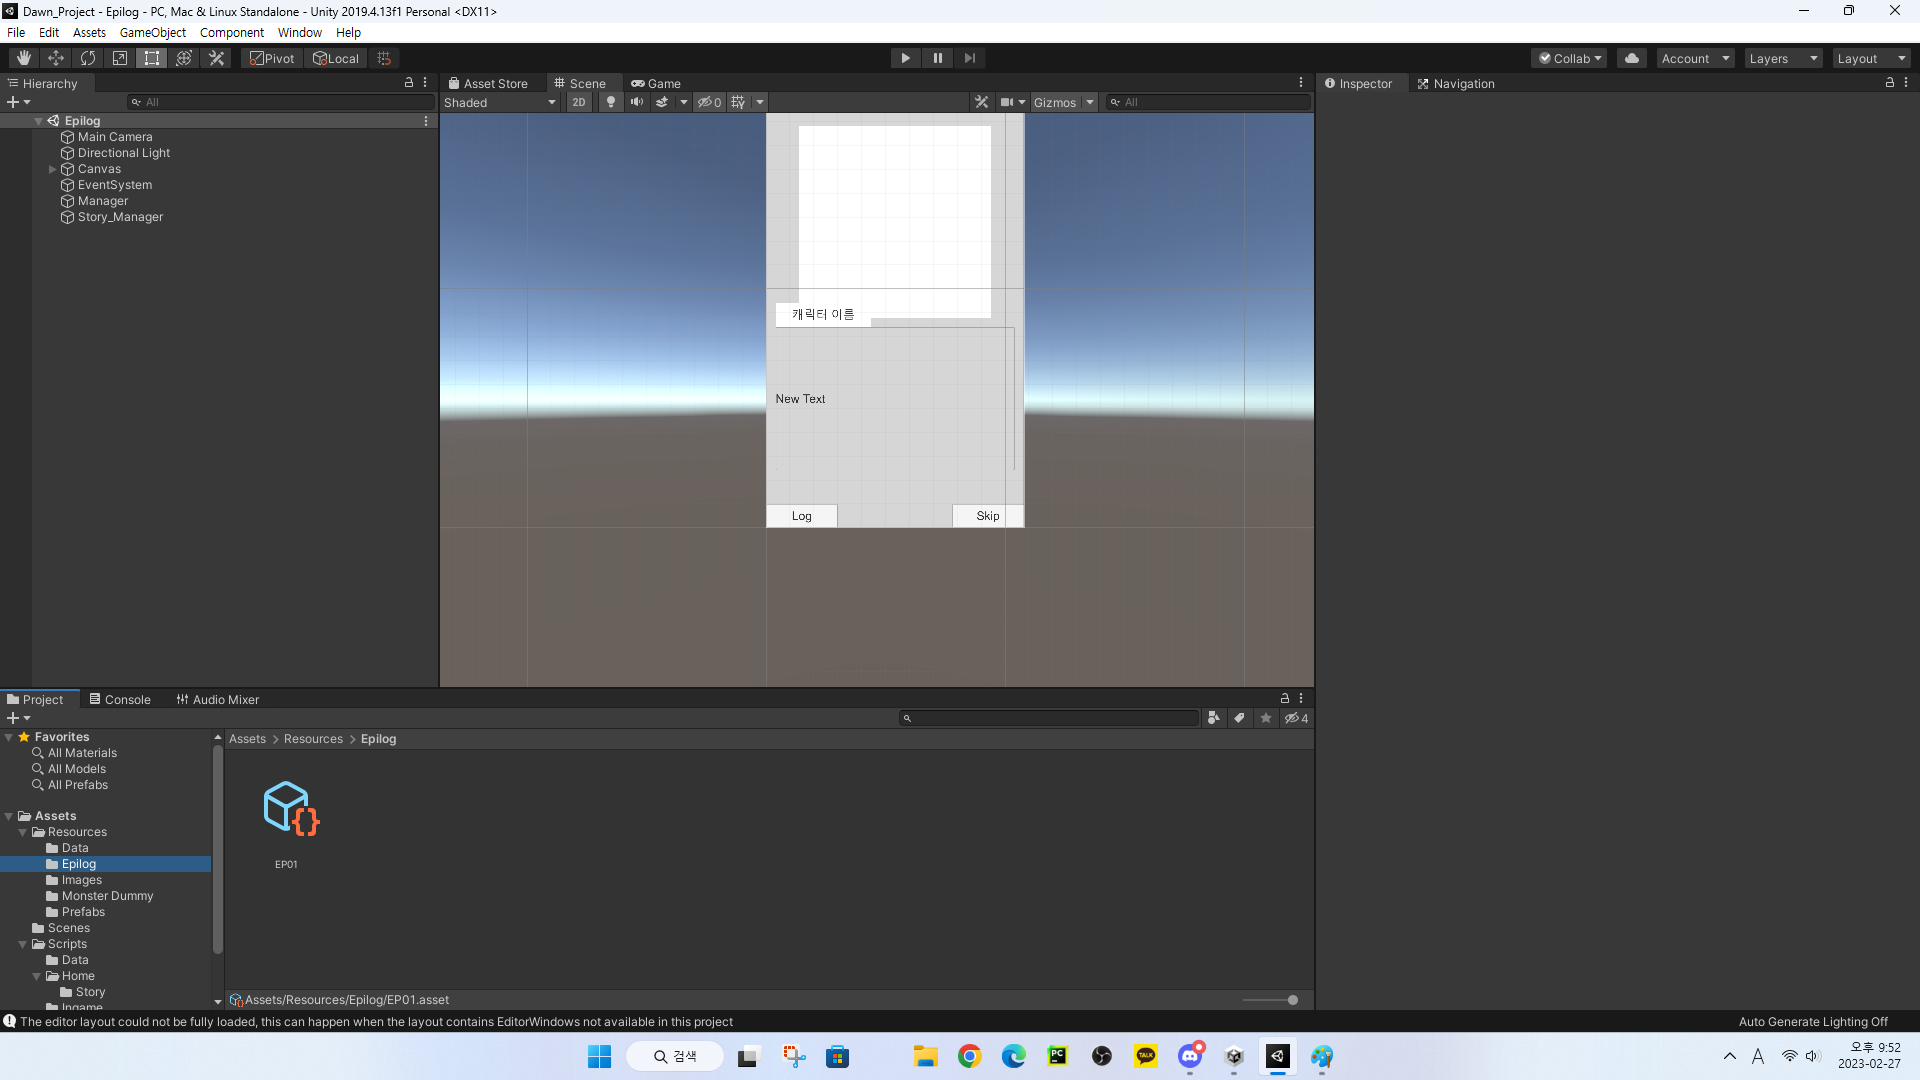 Dawn_Project - Epilog - PC, Mac & Linux Standalone - Unity 2019.4.13f1 Personal <DX11>
File Edit Assets GameObject Component Window Help
Pivot Local Collab Account Layers Layout
Hierarchy Asset Store Scene Game Inspector Navigation
All Shaded 2D 0 Gizmos All
Epilog
Main Camera
Directional Light
Canvas
EventSystem
Manager
Story_Manager
캐릭터 이름
New Text
Log Skip
Project Console Audio Mixer
4
Favorites
All Materials
All Models
All Prefabs
Assets
Resources
Data
Epilog
Images
Monster Dummy
Prefabs
Scenes
Scripts
Data
Home
Story
Ingame
Assets > Resources > Epilog
EP01
Assets/Resources/Epilog/EP01.asset
The editor layout could not be fully loaded, this can happen when the layout contains EditorWindows not available in this project
Auto Generate Lighting Off
검색
PC
TALK
A
오후 9:52
2023-02-27